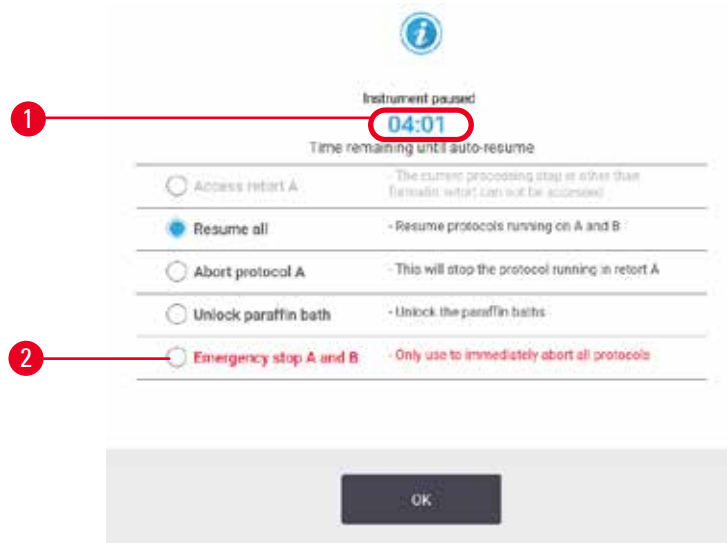 i
Instrument paused
1
04:01
Time remaining until auto-resume
Access retort A - The current processing step is other than
formalin retort can not be accessed
Resume all - Resume protocols running on A and B
Abort protocol A - This will stop the protocol running in retort A
Unlock paraffin bath - Unlock the paraffin baths
2 Emergency stop A and B - Only use to immediately abort all protocols
OK